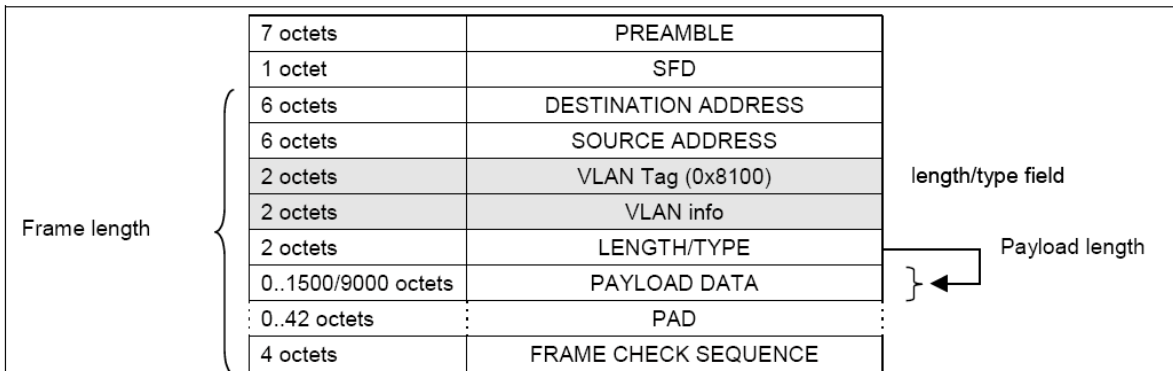 7 octets PREAMBLE
1 octet SFD
6 octets DESTINATION ADDRESS
6 octets SOURCE ADDRESS
2 octets VLAN Tag (0x8100) length/type field
2 octets VLAN info
Frame length
2 octets LENGTH/TYPE Payload length
0..1500/9000 octets PAYLOAD DATA
0..42 octets PAD
4 octets FRAME CHECK SEQUENCE